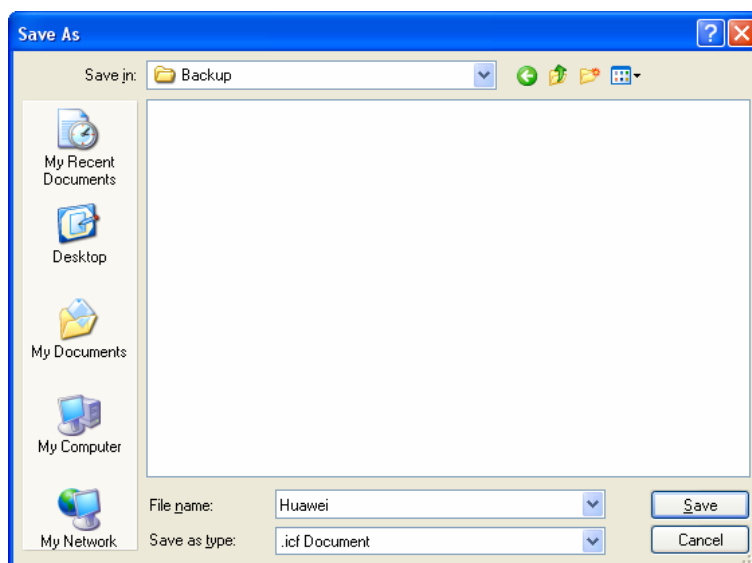 Save As
Save in:
Backup
My Recent
Documents
Desktop
My Documents
My Computer
My Network
File name:
Huawei
Save
Save as type:
.icf Document
Cancel